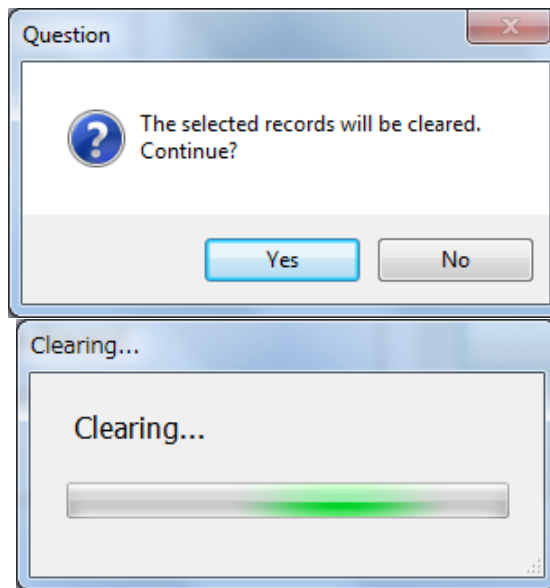 Question
The selected records will be cleared.
Continue?
Yes
No
Clearing...
Clearing...